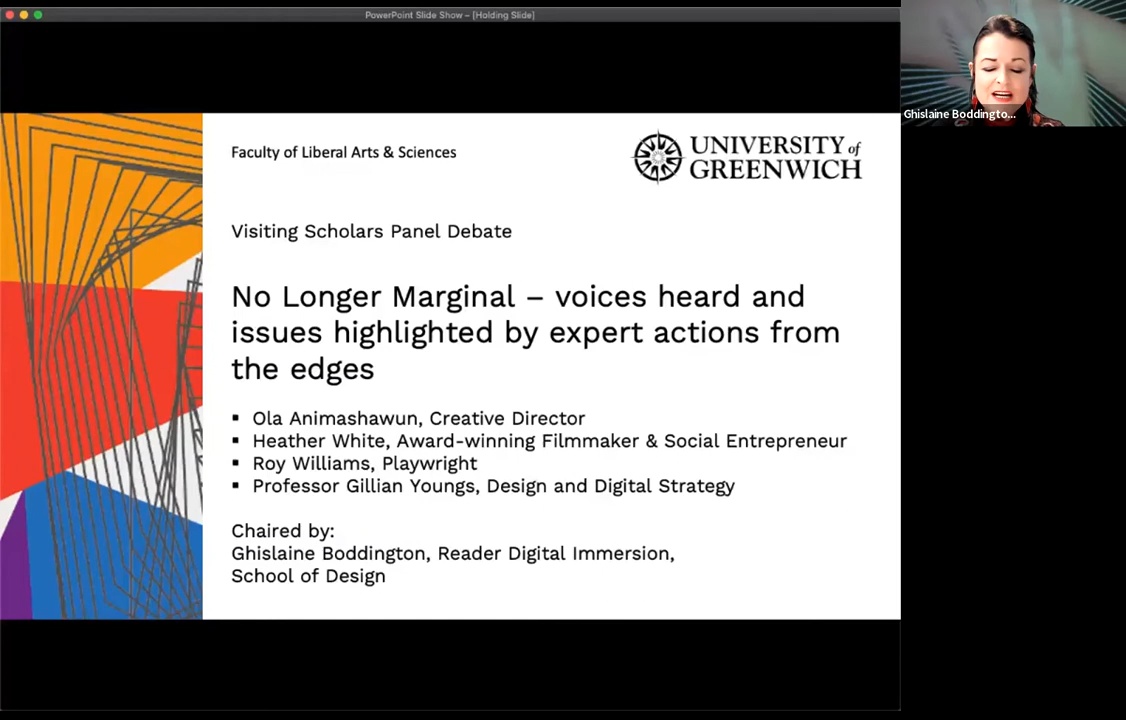 PowerPoint Slide Show – [Holding Slide]
Ghislaine Boddingto...
Faculty of Liberal Arts & Sciences
UNIVERSITY of
GREENWICH
Visiting Scholars Panel Debate
No Longer Marginal – voices heard and
issues highlighted by expert actions from
the edges
▪ Ola Animashawun, Creative Director
▪ Heather White, Award-winning Filmmaker & Social Entrepreneur
▪ Roy Williams, Playwright
▪ Professor Gillian Youngs, Design and Digital Strategy
Chaired by:
Ghislaine Boddington, Reader Digital Immersion,
School of Design